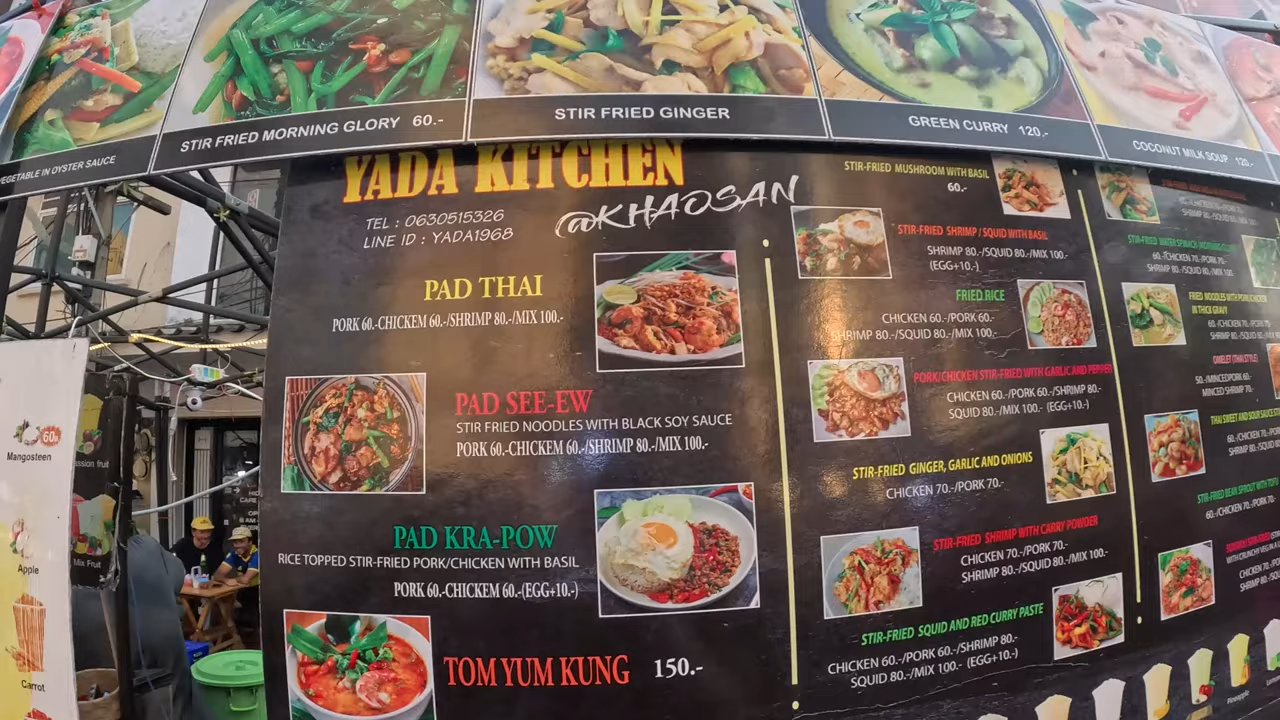 VEGETABLE IN OYSTER SAUCE
STIR FRIED MORNING GLORY 60.-
STIR FRIED GINGER
GREEN CURRY 120.-
COCONUT MILK SOUP 120.-
YADA KITCHEN
@KHAOSAN
TEL : 0630515326
LINE ID : YADA1968
PAD THAI
PORK 60.-CHICKEM 60.-/SHRIMP 80.-/MIX 100.-
PAD SEE-EW
STIR FRIED NOODLES WITH BLACK SOY SAUCE
PORK 60.-CHICKEM 60.-/SHRIMP 80.-/MIX 100.-
PAD KRA-POW
RICE TOPPED STIR-FRIED PORK/CHICKEN WITH BASIL
PORK 60.-CHICKEM 60.-(EGG+10.-)
TOM YUM KUNG 150.-
STIR-FRIED MUSHROOM WITH BASIL
60.-
STIR-FRIED SHRIMP / SQUID WITH BASIL
SHRIMP 80.-/SQUID 80.-/MIX 100.-
(EGG+10.-)
FRIED RICE
CHICKEN 60.-/PORK 60.-
SHRIMP 80.-/SQUID 80.-/MIX 100.-
PORK/CHICKEN STIR-FRIED WITH GARLIC AND PEPPER
CHICKEN 60.-/PORK 60.-/SHRIMP 80.-
SQUID 80.-/MIX 100.- (EGG+10.-)
STIR-FRIED GINGER, GARLIC AND ONIONS
CHICKEN 70.-/PORK 70.-
STIR-FRIED SHRIMP WITH CARRY POWDER
CHICKEN 70.-/PORK 70.-
SHRIMP 80.-/SQUID 80.-/MIX 100.-
STIR-FRIED SQUID AND RED CURRY PASTE
CHICKEN 60.-/PORK 60.-/SHRIMP 80.-
SQUID 80.-/MIX 100.- (EGG+10.-)
STIR-FRIED WATER SPINACH
60.-/CHICKEN 70.-/PORK 70.-
SHRIMP 80.-/SQUID 80.-/MIX 100.-
FRIED NOODLES WITH PORK/CHICKEN
IN THICK GRAVY
60.-/CHICKEN 70.-/PORK 70.-
SHRIMP 80.-/SQUID 80.-
OMELET (THAI STYLE)
50.-/MINCED PORK 60.-
MINCED SHRIMP 70.-
THAI SWEET AND SOUR SAUCE
60.-/CHICKEN 70.-
SHRIMP 80.-/SQUID 80.-
STIR-FRIED BEAN SPROUT WITH TOFU
60.-/CHICKEN 70.-/PORK 70.-
Pineapple
60฿
Mangosteen
Passion fruit
Mix Fruit
Apple
Carrot